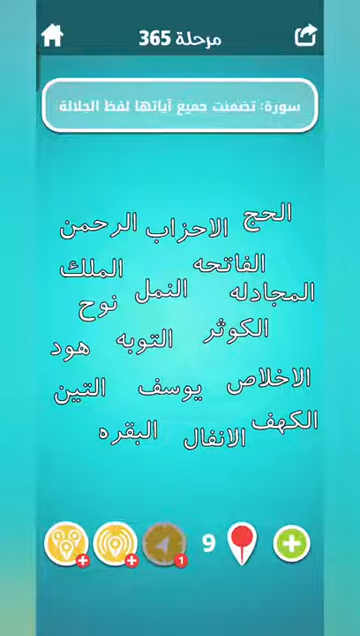 مرحلة 365
سورة: تضمنت جميع آياتها لفظ الجلالة
الحج
الاحزاب
الرحمن
الفاتحه
الملك
المجادله
النمل
نوح
الكوثر
التوبه
هود
الاخلاص
يوسف
التين
الكهف
الانفال
البقره
9
1